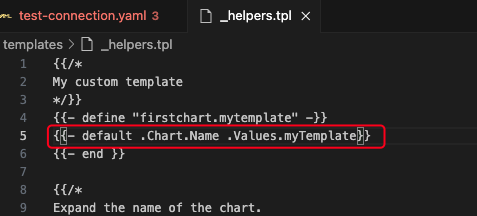 test-connection.yaml 3
_helpers.tpl
templates > _helpers.tpl
1 {{/*
2 My custom template
3 */}}
4 {{- define "firstchart.mytemplate" -}}
5 {{- default .Chart.Name .Values.myTemplate}}
6 {{- end }}
7
8 {{/*
9 Expand the name of the chart.